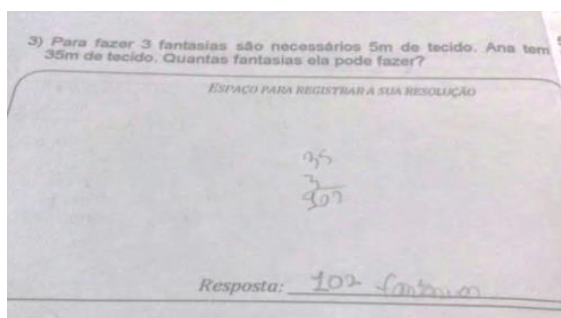 3) Para fazer 3 fantasias são necessários 5m de tecido. Ana tem
35m de tecido. Quantas fantasias ela pode fazer?
ESPAÇO PARA REGISTRAR A SUA RESOLUÇÃO
35
3
Resposta: 102